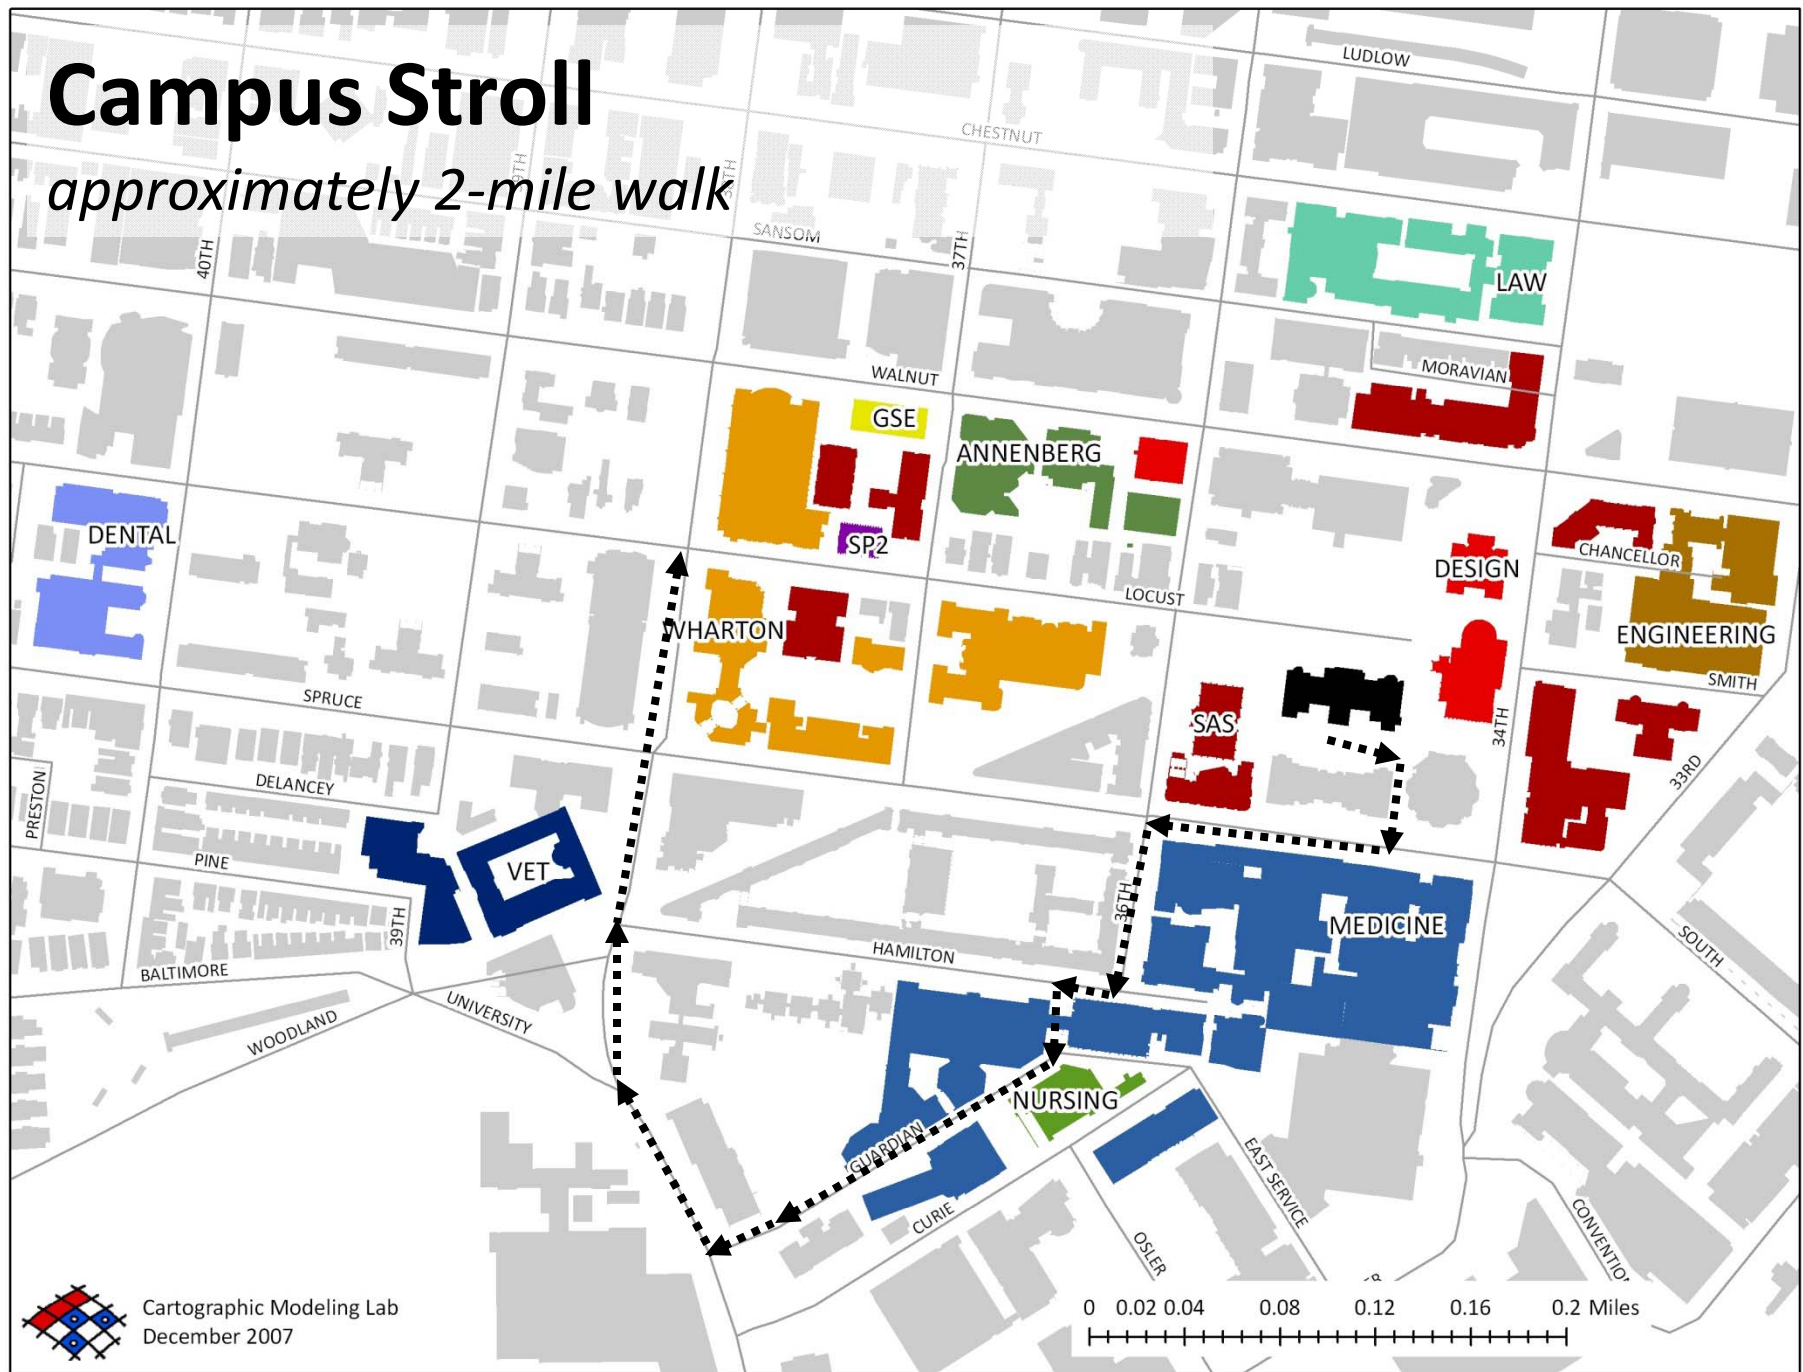 Campus Stroll
approximately 2-mile walk
LUDLOW
CHESTNUT
39TH
38TH
SANSOM
40TH
37TH
LAW
MORAVIAN
WALNUT
GSE
ANNENBERG
DENTAL
SP2
CHANCELLOR
DESIGN
LOCUST
WHARTON
ENGINEERING
SMITH
SPRUCE
SAS
34TH
33RD
DELANCEY
PRESTON
PINE
VET
36TH
MEDICINE
39TH
HAMILTON
SOUTH
BALTIMORE
UNIVERSITY
WOODLAND
NURSING
GUARDIAN
EAST SERVICE
CURIE
OSLER
CONVENTION
Cartographic Modeling Lab
December 2007
0 0.02 0.04 0.08 0.12 0.16 0.2 Miles